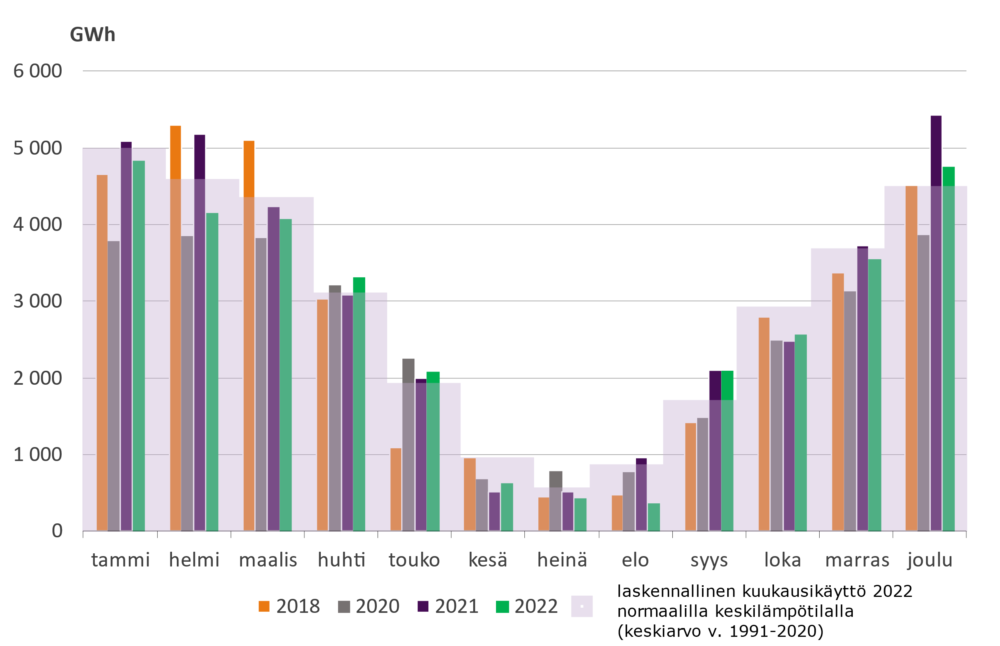 GWh
6 000
5 000
4 000
3 000
2 000
1 000
0
tammi helmi maalis huhti touko kesä heinä elo syys loka marras joulu
2018 2020 2021 2022
laskennallinen kuukausikäyttö 2022
normaalilla keskilämpötilalla
(keskiarvo v. 1991-2020)